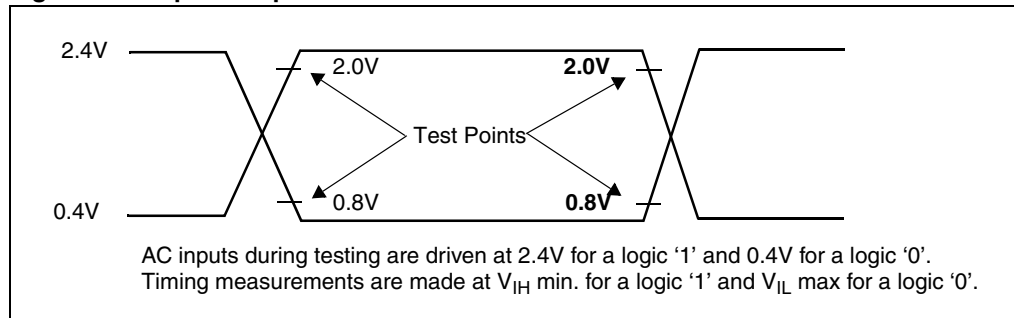 2.4V
2.0V
2.0V
Test Points
0.8V
0.8V
0.4V
AC inputs during testing are driven at 2.4V for a logic ‘1’ and 0.4V for a logic ‘0’.
Timing measurements are made at VIH min. for a logic ‘1’ and VIL max for a logic ‘0’.